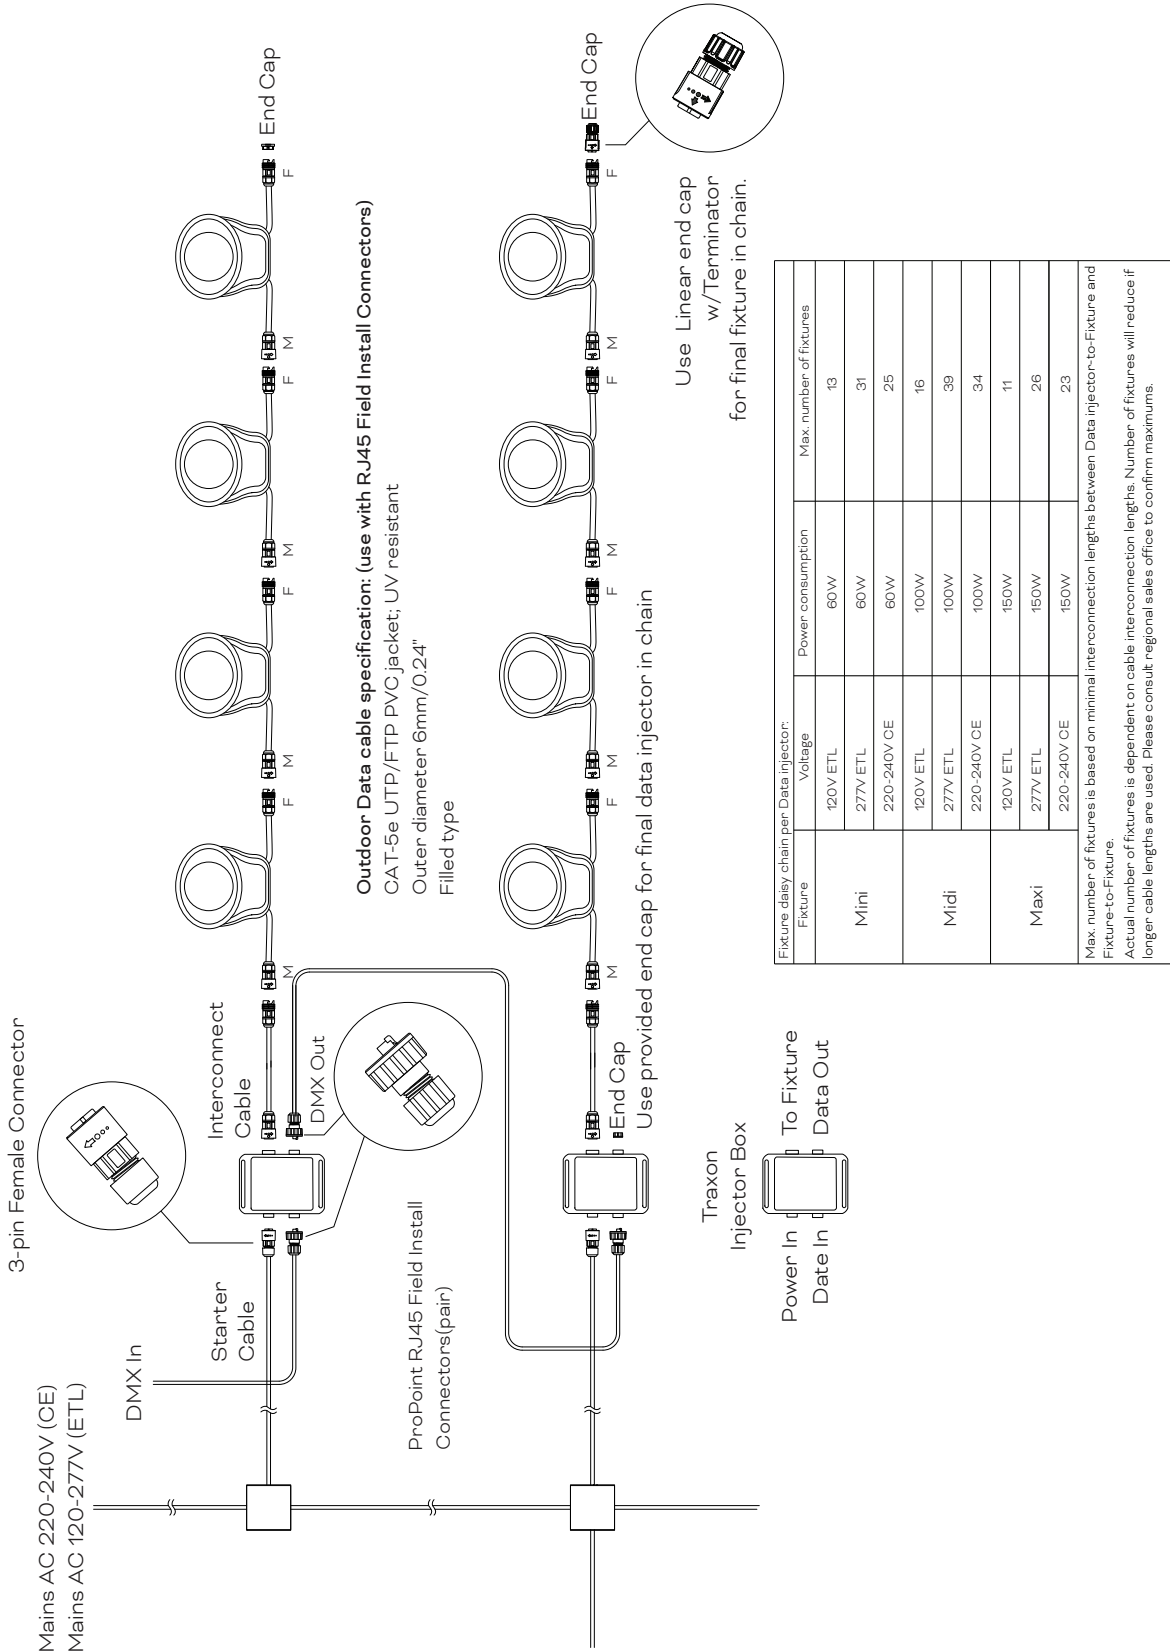 Mains AC 220-240V (CE)
Mains AC 120-277V (ETL)
3-pin Female Connector
DMX In
Starter
Cable
Interconnect
Cable
DMX Out
M
F
M
F
M
F
M
F
End Cap
ProPoint RJ45 Field Install
Connectors(pair)
Outdoor Data cable specification: (use with RJ45 Field Install Connectors)
CAT-5e UTP/FTP PVC jacket; UV resistant
Outer diameter 6mm/0.24"
Filled type
M
F
M
F
M
F
M
F
End Cap
End Cap
Use provided end cap for final data injector in chain
Use Linear end cap
w/Terminator
for final fixture in chain.
Traxon
Injector Box
Power In
To Fixture
Date In
Data Out
Fixture daisy chain per Data injector:
Fixture Voltage Power consumption Max. number of fixtures
Mini
120V ETL 60W 13
277V ETL 60W 31
220-240V CE 60W 25
Midi
120V ETL 100W 16
277V ETL 100W 39
220-240V CE 100W 34
Maxi
120V ETL 150W 11
277V ETL 150W 26
220-240V CE 150W 23
Max. number of fixtures is based on minimal interconnection lengths between Data injector-to-Fixture and
Fixture-to-Fixture.
Actual number of fixtures is dependent on cable interconnection lengths. Number of fixtures will reduce if
longer cable lengths are used. Please consult regional sales office to confirm maximums.